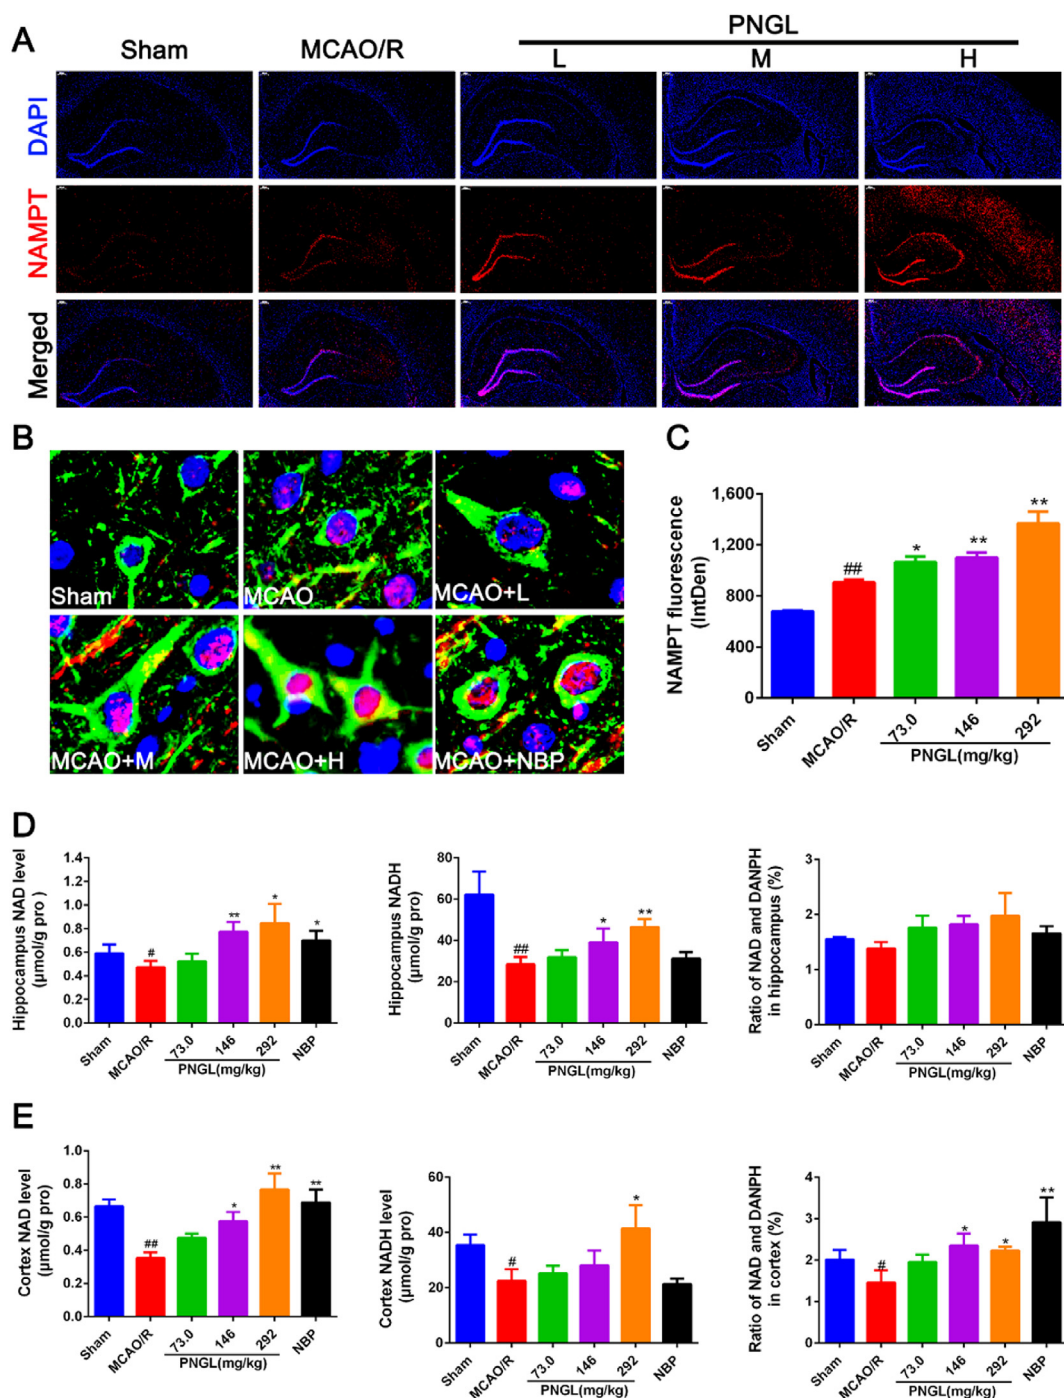 A
Sham
MCAO/R
PNGL
L
M
H
DAPI
NAMPT
Merged
B
Sham
MCAO
MCAO+L
MCAO+M
MCAO+H
MCAO+NBP
C
NAMPT fluorescence
(IntDen)
1,600
1,200
800
400
0
##
*
**
**
Sham
MCAO/R
73.0
146
292
PNGL(mg/kg)
D
Hippocampus NAD level
(μmol/g pro )
1.4
1.2
1.0
0.8
0.6
0.4
0.2
0.0
#
**
*
*
Sham
MCAO/R
73.0
146
292
NBP
PNGL(mg/kg)
Hippocampus NADH
(μmol/g pro)
80
60
40
20
0
##
*
**
Sham
MCAO/R
73.0
146
292
NBP
PNGL(mg/kg)
Ratio of NAD and DANPH
in hippocampus (%)
3
2
1
0
Sham
MCAO/R
73.0
146
292
NBP
PNGL(mg/kg)
E
Cortex NAD level
(μmol/g pro)
1.0
0.8
0.6
0.4
0.2
0.0
##
*
**
**
Sham
MCAO/R
73.0
146
292
NBP
PNGL(mg/kg)
Cortex NADH level
(μmol/g pro)
60
40
20
0
#
*
Sham
MCAO/R
73.0
146
292
NBP
PNGL(mg/kg)
Ratio of NAD and DANPH
in cortex (%)
4
3
2
1
0
#
*
*
**
Sham
MCAO/R
73.0
146
292
NBP
PNGL(mg/kg)